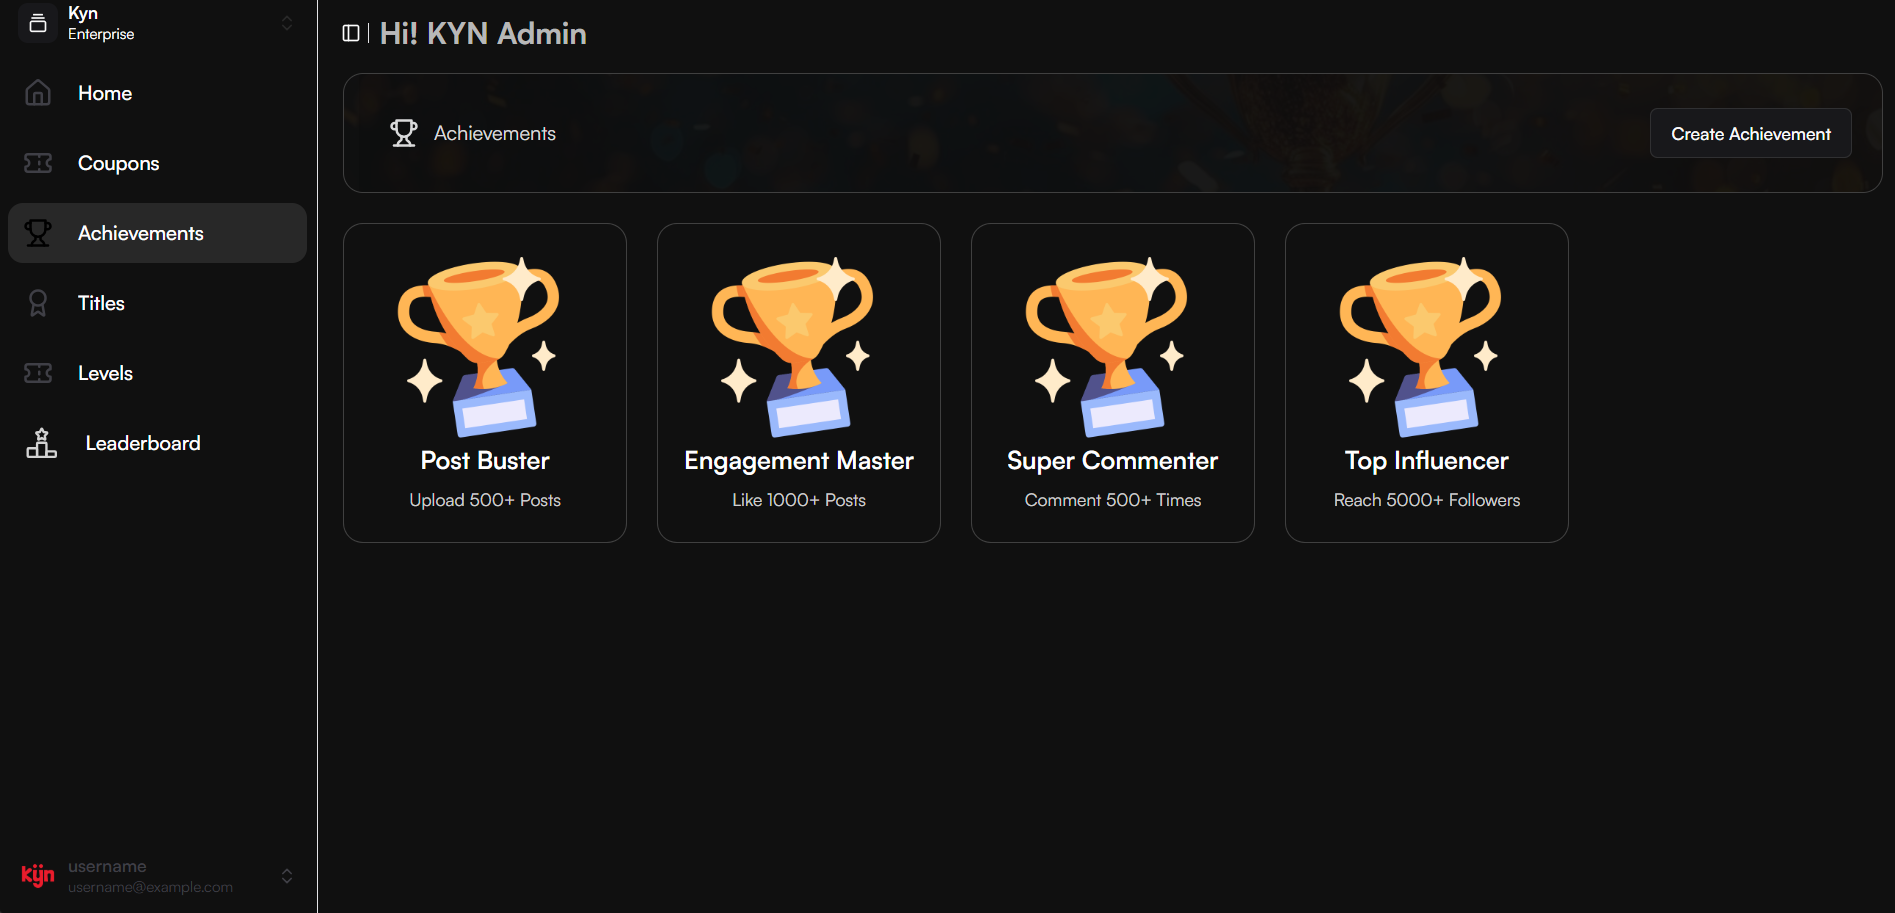 Kyn
Enterprise
Home
Coupons
Achievements
Titles
Levels
Leaderboard
kyn
username
username@example.com
Hi! KYN Admin
Achievements
Create Achievement
Post Buster
Upload 500+ Posts
Engagement Master
Like 1000+ Posts
Super Commenter
Comment 500+ Times
Top Influencer
Reach 5000+ Followers